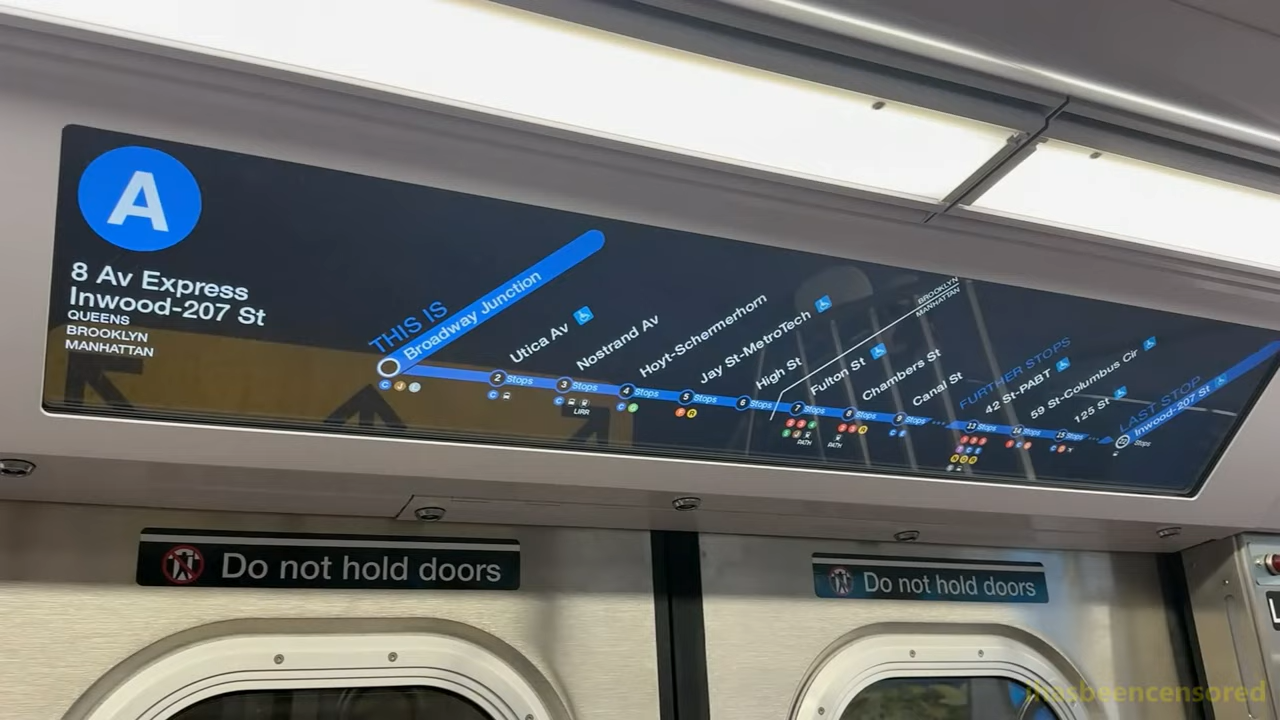 A
8 Av Express
Inwood-207 St
QUEENS
BROOKLYN
MANHATTAN
THIS IS
Broadway Junction
Utica Av
Nostrand Av
Hoyt-Schermerhorn
Jay St-MetroTech
High St
BROOKLYN
MANHATTAN
Fulton St
Chambers St
Canal St
FURTHER STOPS
42 St-PABT
59 St-Columbus Cir
125 St
LAST STOP
Inwood-207 St
2 Stops
3 Stops
4 Stops
5 Stops
6 Stops
7 Stops
8 Stops
9 Stops
13 Stops
14 Stops
15 Stops
22 Stops
LIRR
PATH
PATH
Do not hold doors
Do not hold doors
ihasbeencensored